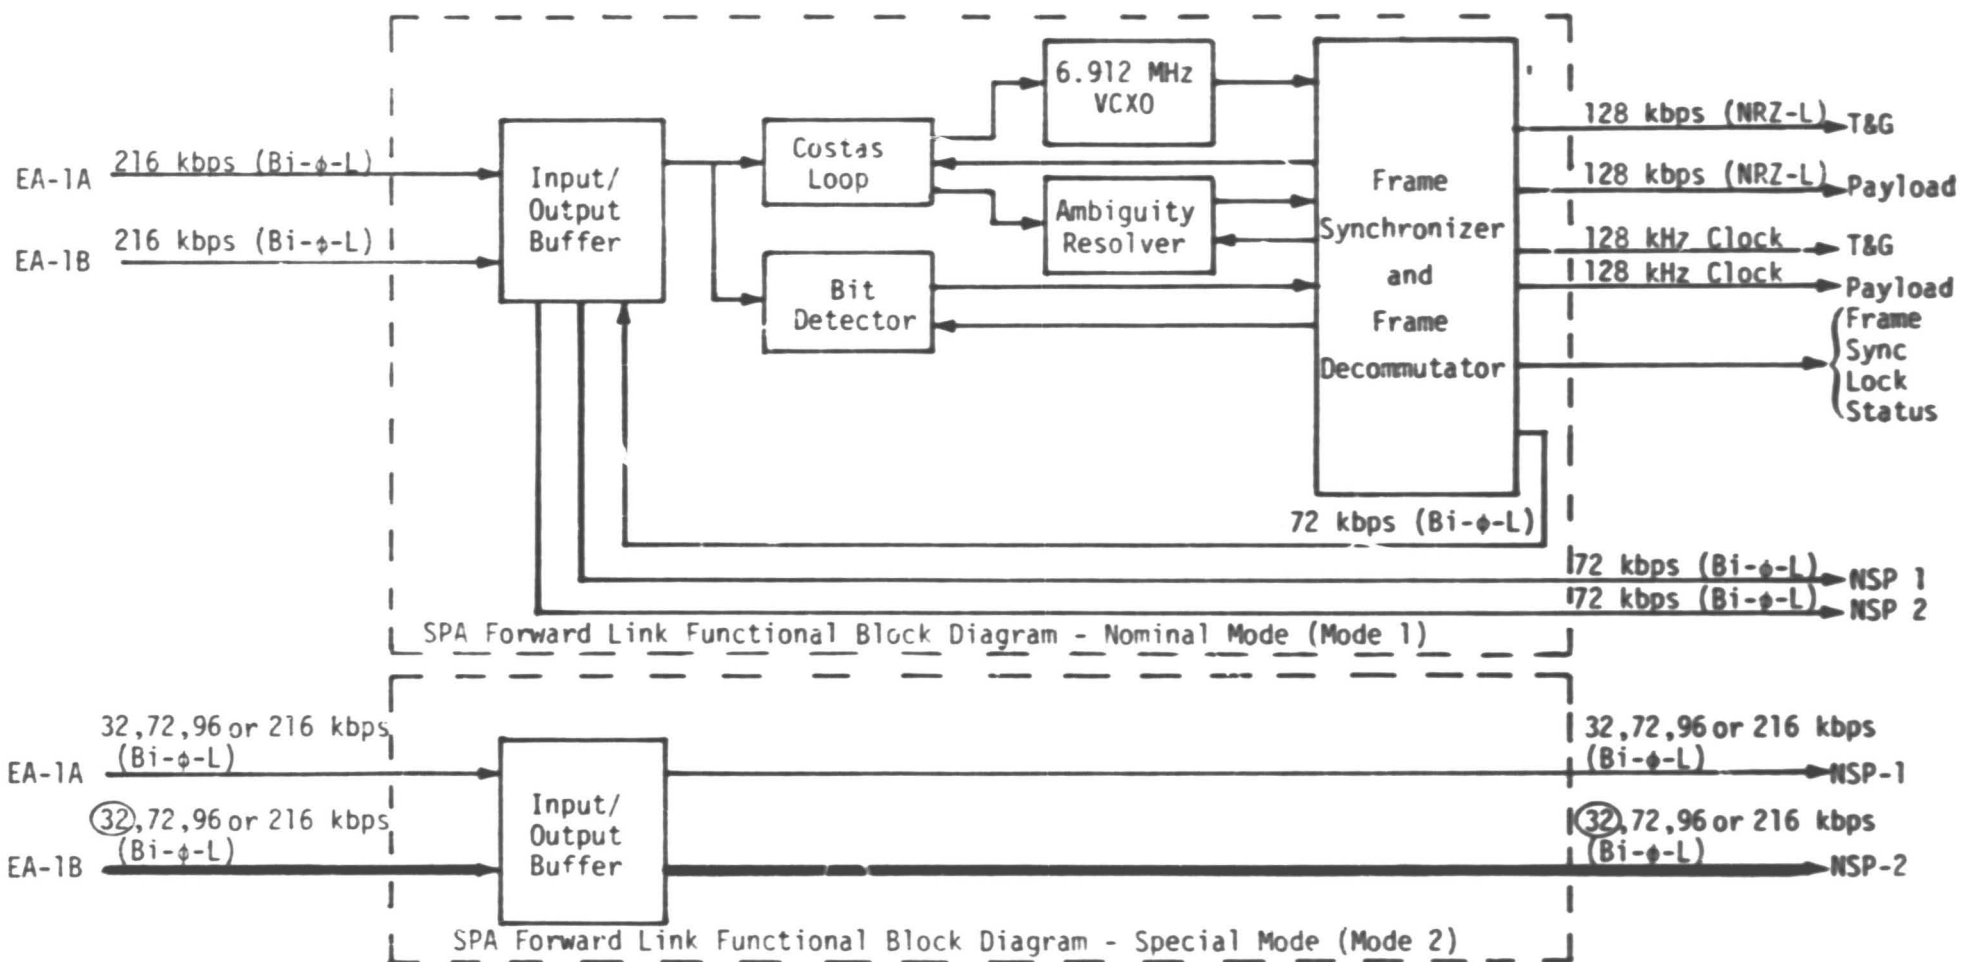 6.912 MHz
VCXO
128 kbps (NRZ-L)
T&G
EA-1A
216 kbps (Bi-ϕ-L)
Input/
Output
Buffer
Costas
Loop
Frame
Synchronizer
and
Frame
Decommutator
128 kbps (NRZ-L)
Payload
Ambiguity
Resolver
EA-1B
216 kbps (Bi-ϕ-L)
128 kHz Clock
T&G
128 kHz Clock
Payload
Bit
Detector
Frame
Sync
Lock
Status
72 kbps (Bi-ϕ-L)
72 kbps (Bi-ϕ-L)
NSP 1
72 kbps (Bi-ϕ-L)
NSP 2
SPA Forward Link Functional Block Diagram - Nominal Mode (Mode 1)
32,72,96 or 216 kbps
(Bi-ϕ-L)
EA-1A
32,72,96 or 216 kbps
(Bi-ϕ-L)
NSP-1
Input/
Output
Buffer
32,72,96 or 216 kbps
(Bi-ϕ-L)
EA-1B
32,72,96 or 216 kbps
(Bi-ϕ-L)
NSP-2
SPA Forward Link Functional Block Diagram - Special Mode (Mode 2)